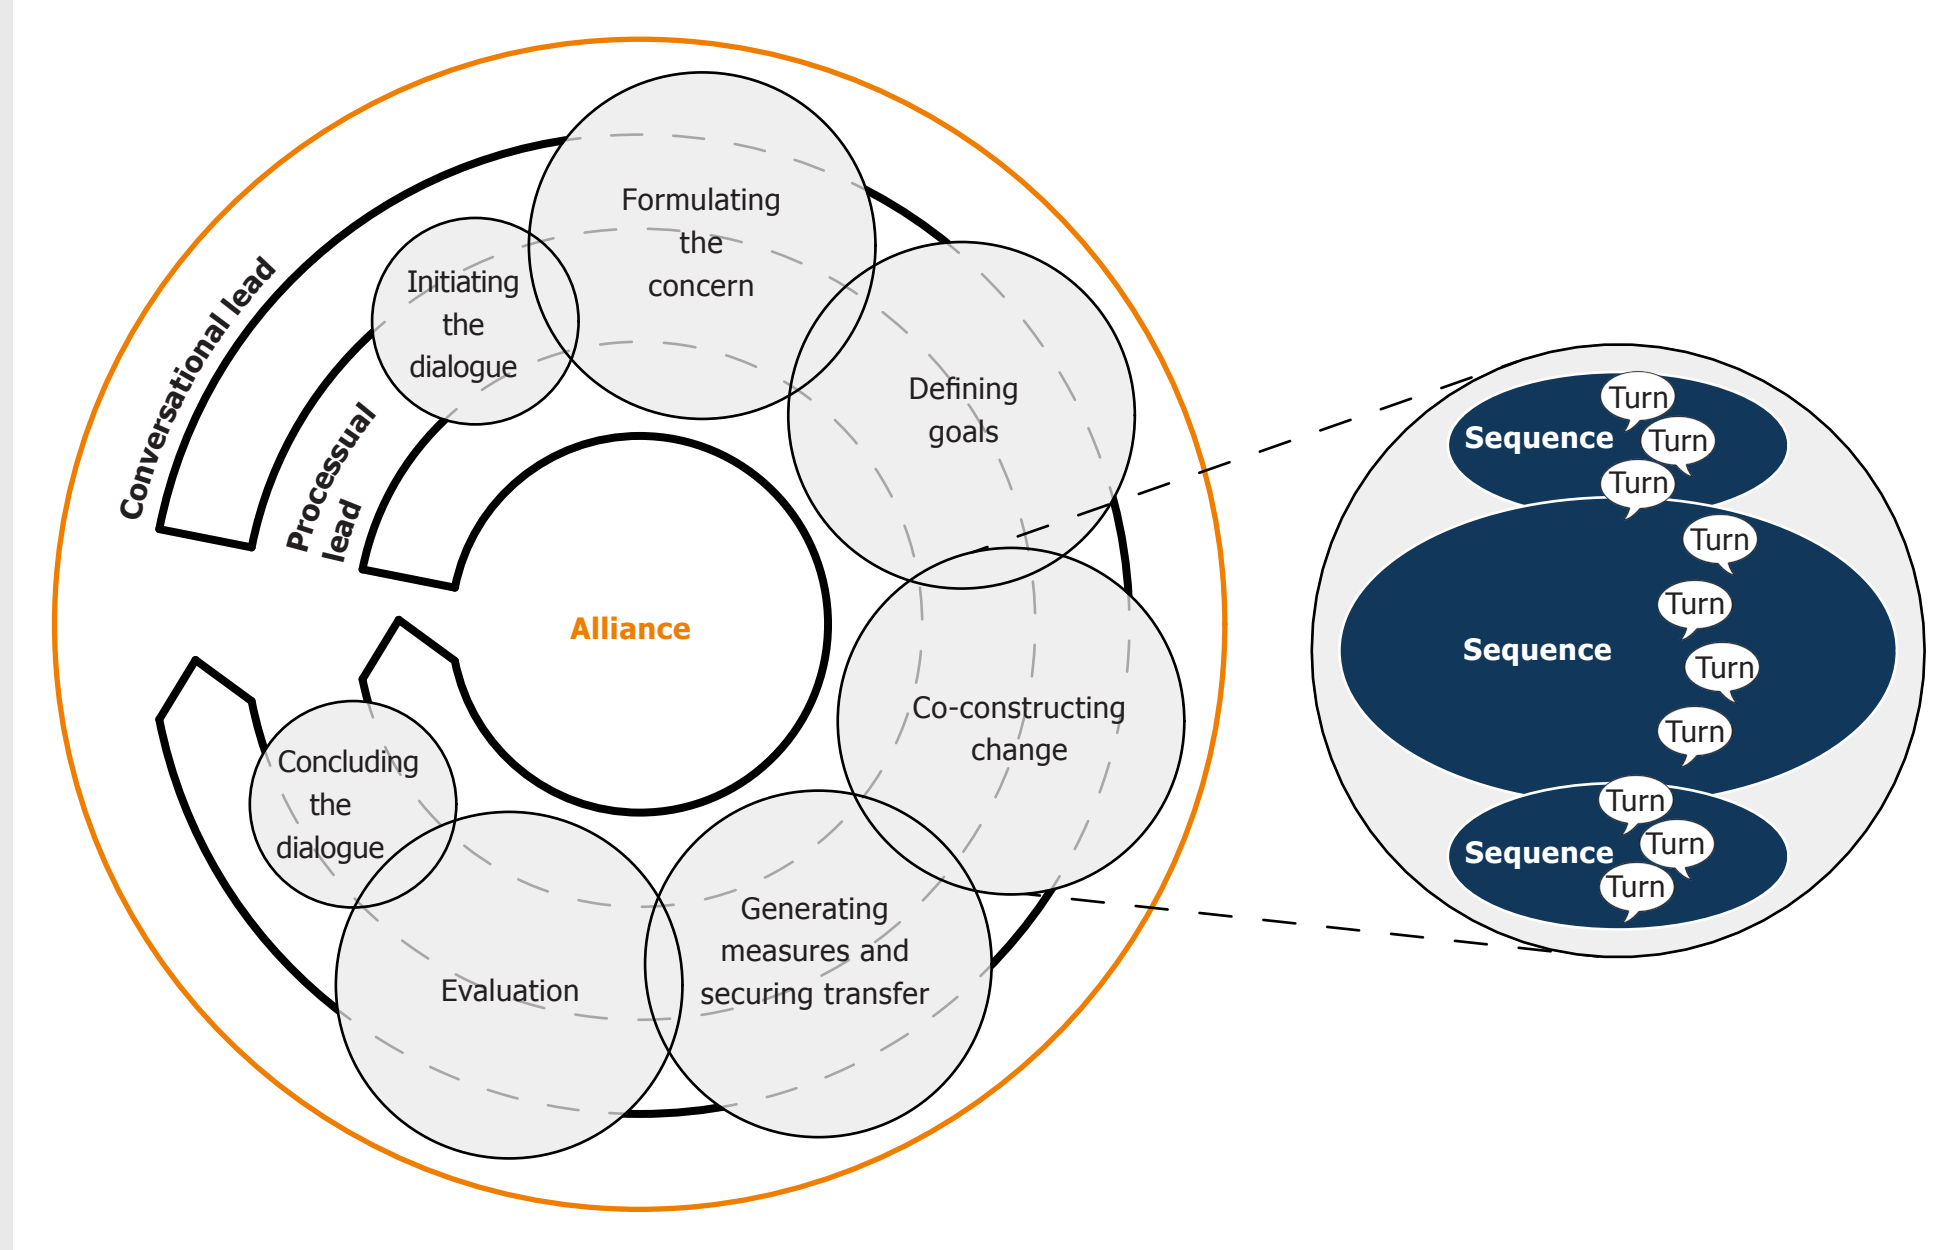 Conversational lead
Processual
lead
Initiating
the
dialogue
Formulating
the
concern
Defining
goals
Co-constructing
change
Generating
measures and
securing transfer
Evaluation
Concluding
the
dialogue
Alliance
Turn
Sequence
Turn
Turn
Turn
Turn
Sequence
Turn
Turn
Turn
Sequence
Turn
Turn